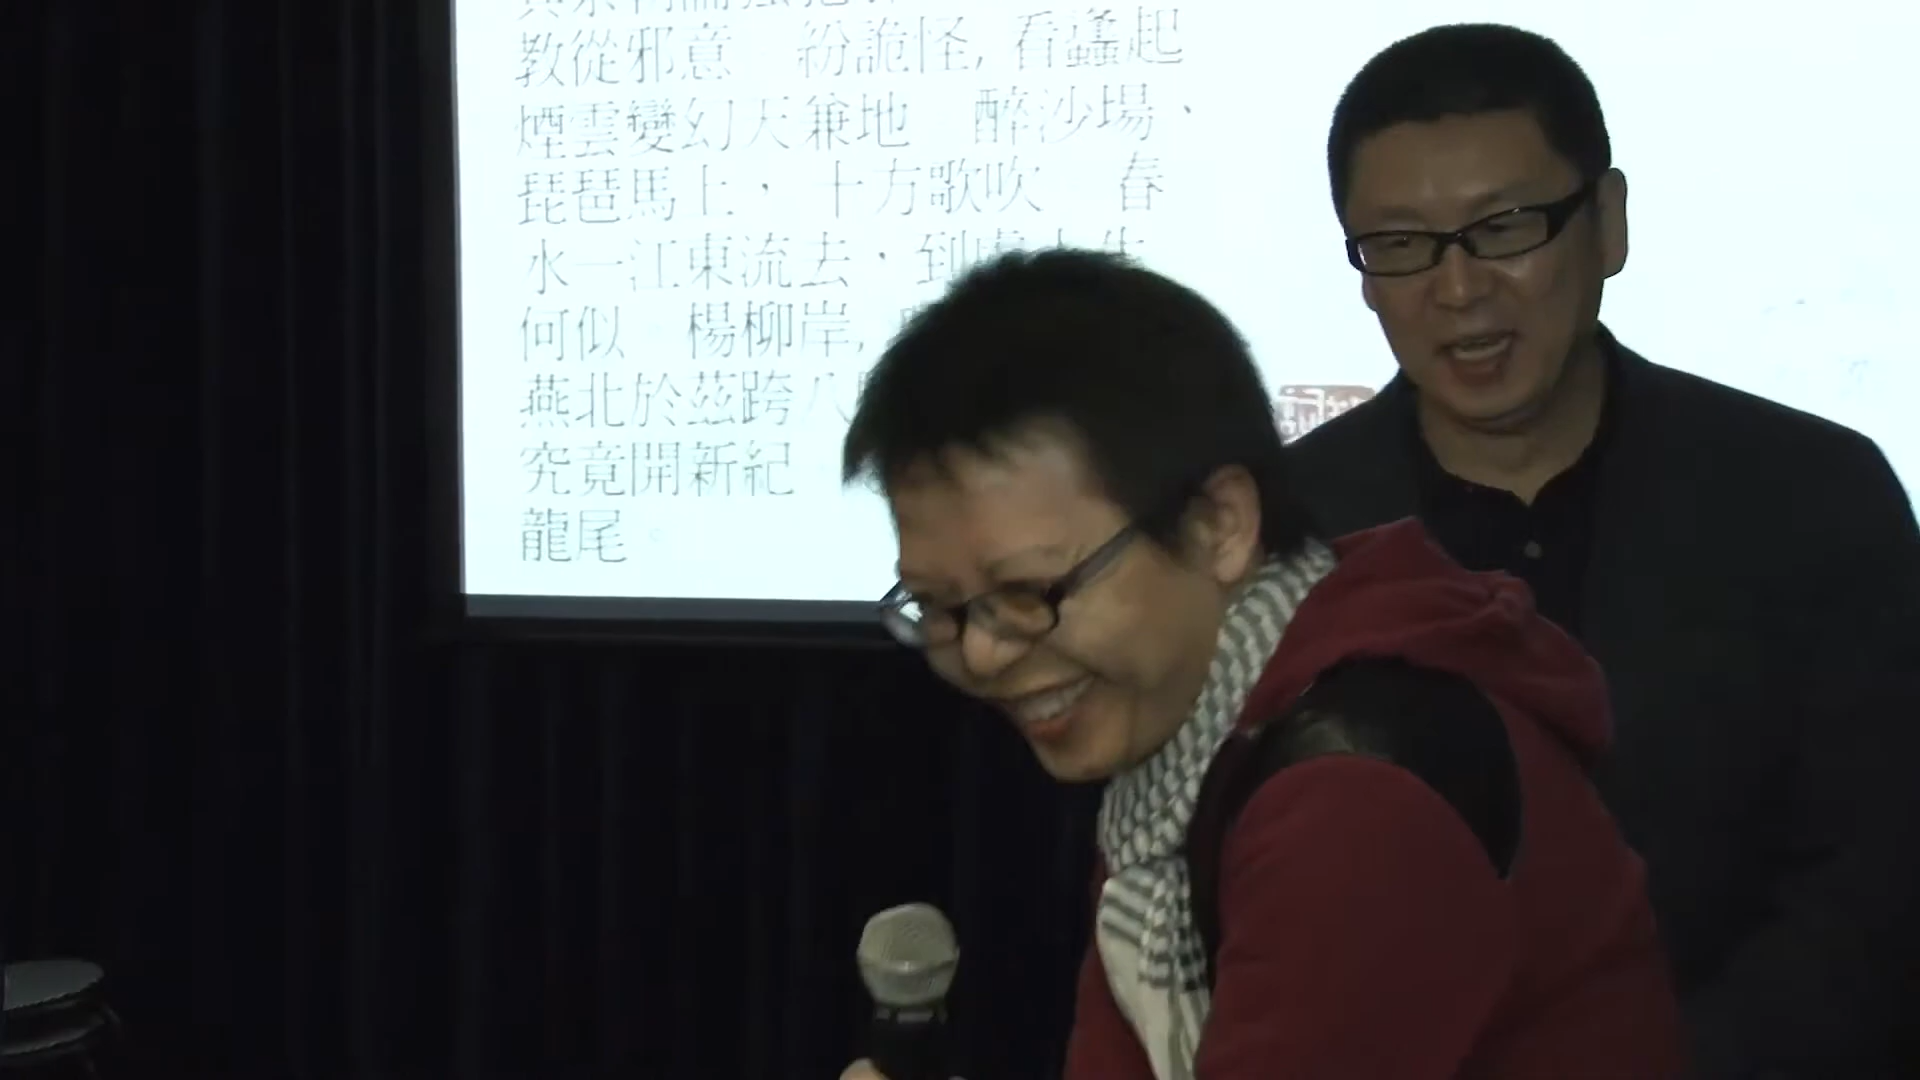 教從邪意 紛詭怪, 看蠭起
煙雲變幻天兼地 醉沙場、
琵琶馬上, 十方歌吹 春
水一江東流去, 到
何似 楊柳岸,
燕北於茲跨八
究竟開新紀
龍尾。